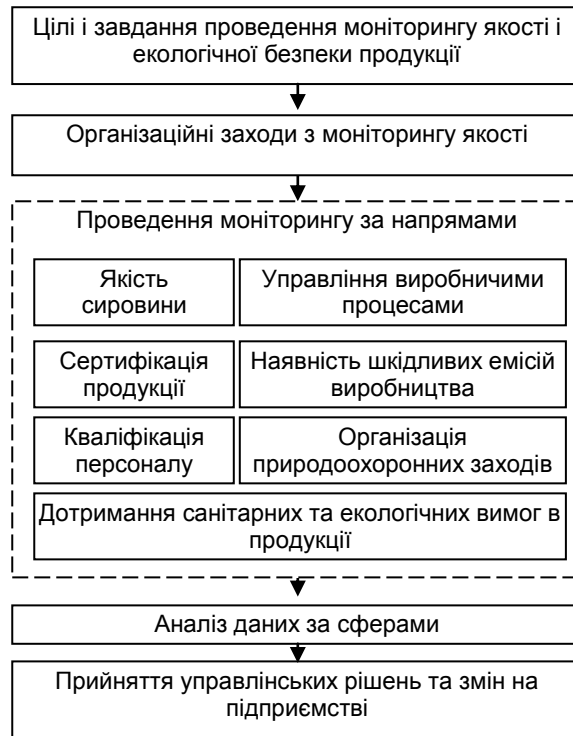 Цілі і завдання проведення моніторингу якості і
екологічної безпеки продукції
Організаційні заходи з моніторингу якості
Проведення моніторингу за напрямами
Якість
сировини
Управління виробничими
процесами
Сертифікація
продукції
Наявність шкідливих емісій
виробництва
Кваліфікація
персоналу
Організація
природоохоронних заходів
Дотримання санітарних та екологічних вимог в
продукції
Аналіз даних за сферами
Прийняття управлінських рішень та змін на
підприємстві